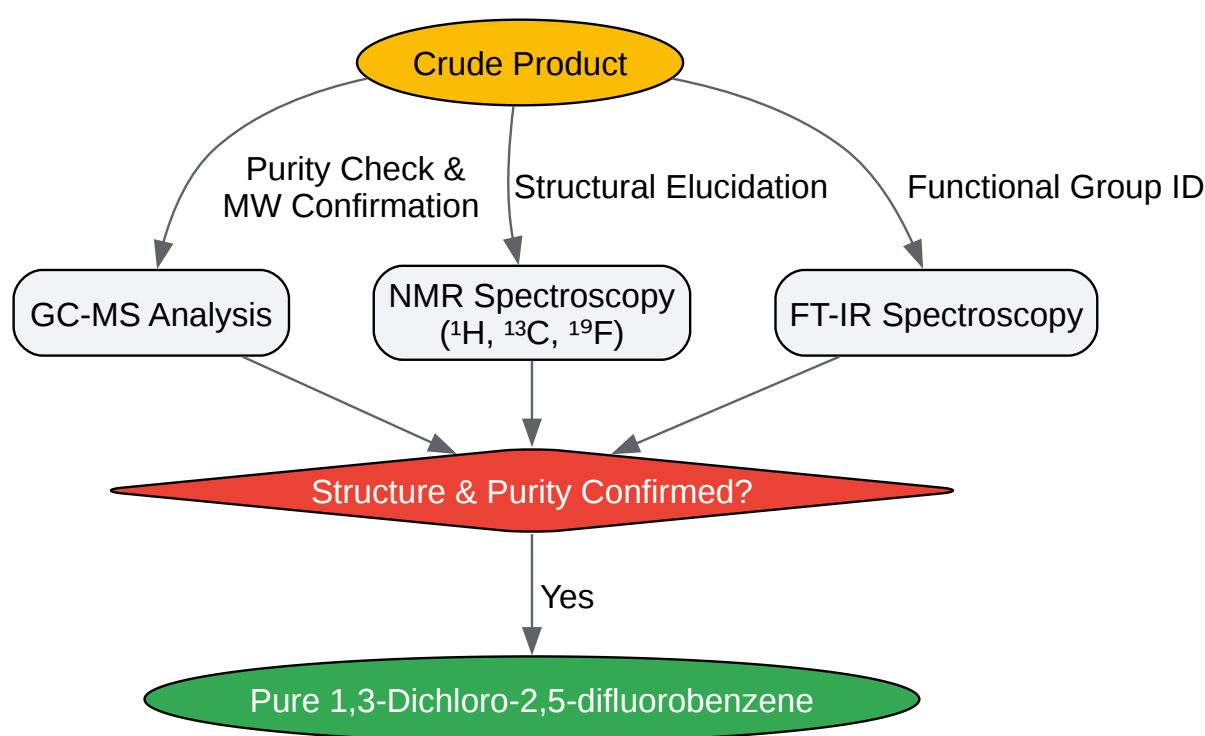 Crude Product
Purity Check &
MW Confirmation
Structural Elucidation
Functional Group ID
GC-MS Analysis
NMR Spectroscopy
(¹H, ¹³C, ¹⁹F)
FT-IR Spectroscopy
Structure & Purity Confirmed?
Yes
Pure 1,3-Dichloro-2,5-difluorobenzene